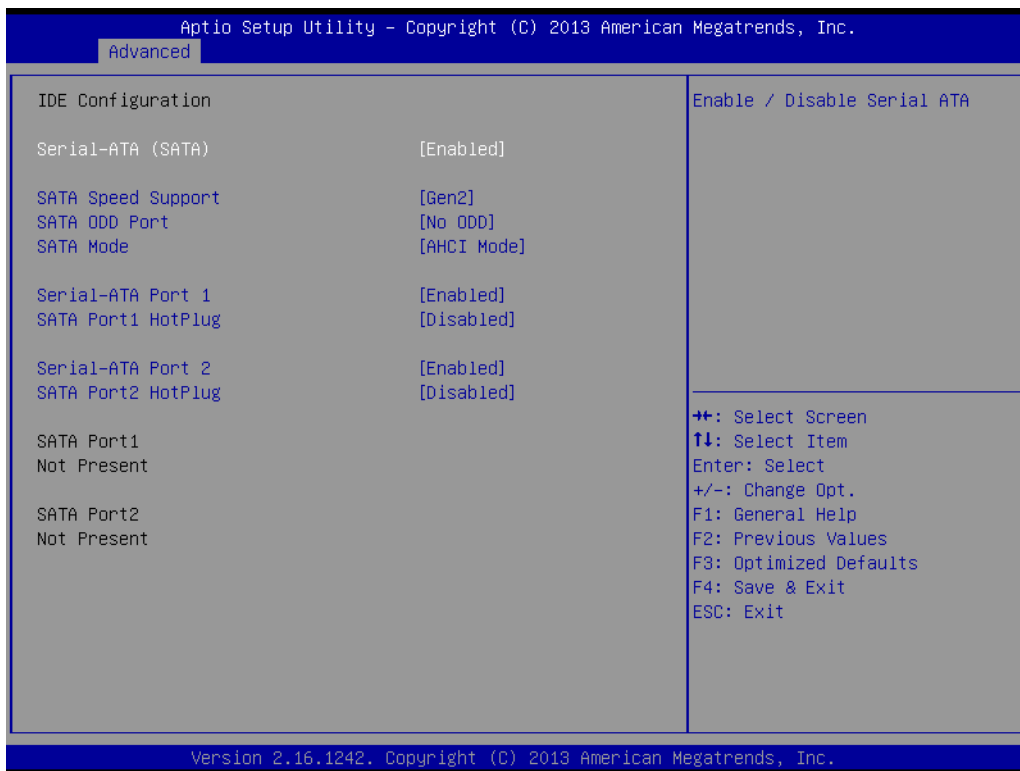 Aptio Setup Utility – Copyright (C) 2013 American Megatrends, Inc.
Advanced
IDE Configuration
Serial-ATA (SATA) [Enabled]
SATA Speed Support [Gen2]
SATA ODD Port [No ODD]
SATA Mode [AHCI Mode]
Serial-ATA Port 1 [Enabled]
SATA Port1 HotPlug [Disabled]
Serial-ATA Port 2 [Enabled]
SATA Port2 HotPlug [Disabled]
SATA Port1
Not Present
SATA Port2
Not Present
Enable / Disable Serial ATA
→←: Select Screen
↑↓: Select Item
Enter: Select
+/-: Change Opt.
F1: General Help
F2: Previous Values
F3: Optimized Defaults
F4: Save & Exit
ESC: Exit
Version 2.16.1242. Copyright (C) 2013 American Megatrends, Inc.